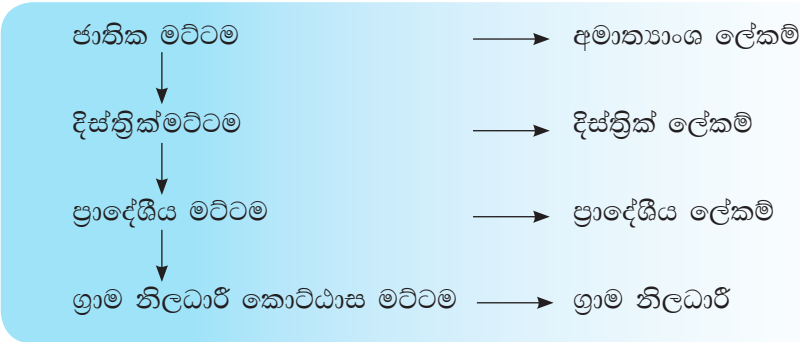 ජාතික මට්ටම අමාත්‍යාංශ ලේකම්
දිස්ත්‍රික්මට්ටම දිස්ත්‍රික් ලේකම්
ප්‍රාදේශීය මට්ටම ප්‍රාදේශීය ලේකම්
ග්‍රාම නිලධාරී කොට්ඨාස මට්ටම ග්‍රාම නිලධාරී